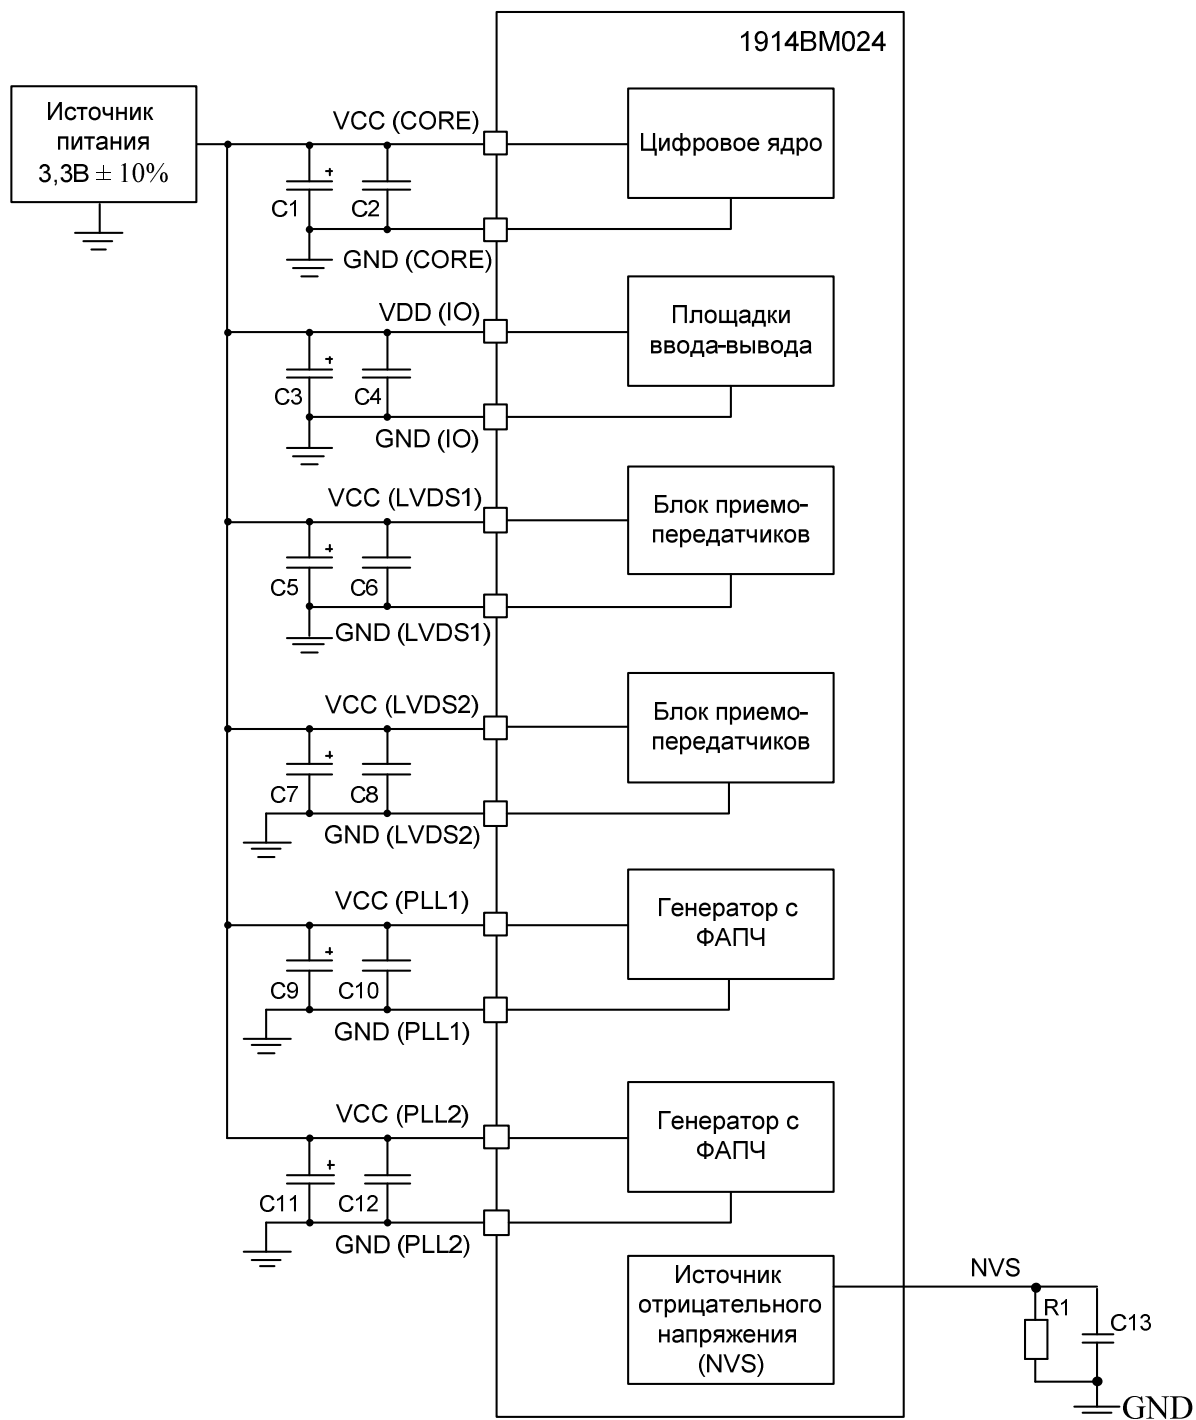 1914ВМ024
Источник
питания
3,3В ± 10%
VCC (CORE)
Цифровое ядро
+
C1
C2
GND (CORE)
VDD (IO)
Площадки
ввода-вывода
+
C3
C4
GND (IO)
VCC (LVDS1)
Блок приемо-
передатчиков
+
C5
C6
GND (LVDS1)
VCC (LVDS2)
Блок приемо-
передатчиков
+
C7
C8
GND (LVDS2)
VCC (PLL1)
Генератор с
ФАПЧ
+
C9
C10
GND (PLL1)
VCC (PLL2)
Генератор с
ФАПЧ
+
C11
C12
GND (PLL2)
Источник
отрицательного
напряжения
(NVS)
NVS
R1
C13
GND